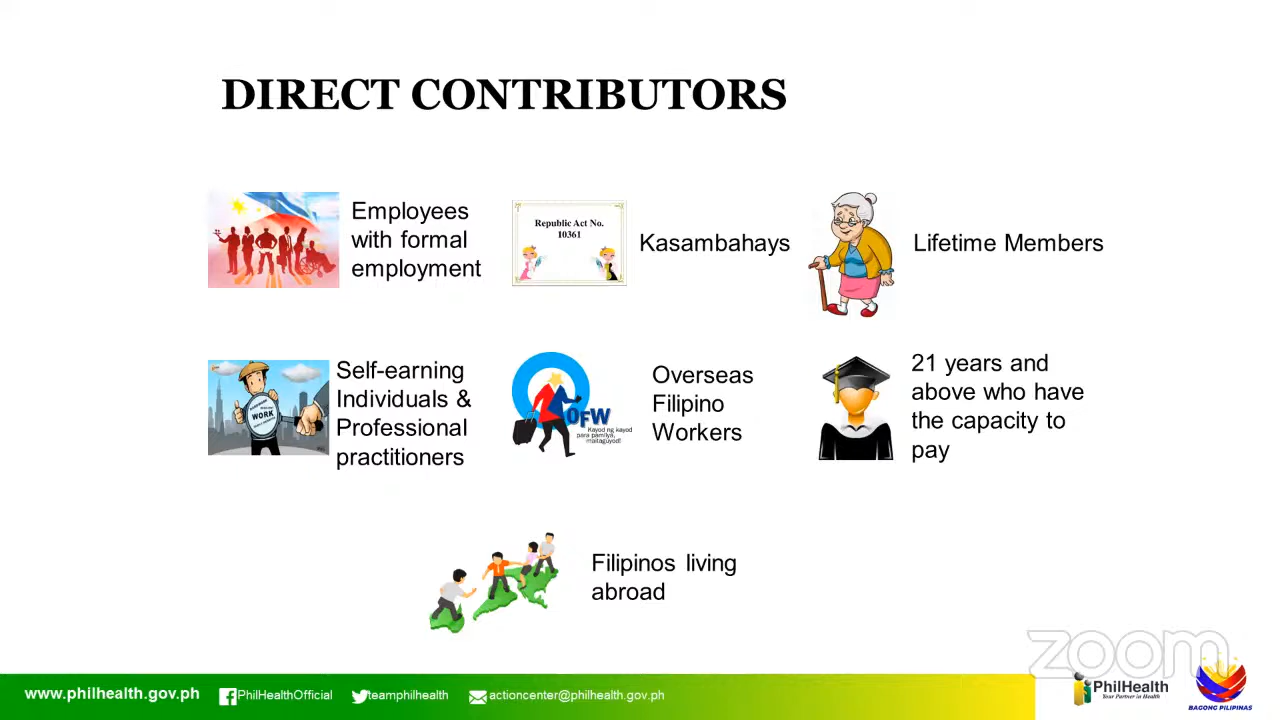 DIRECT CONTRIBUTORS
Employees
with formal
employment
Republic Act No.
10361
Kasambahays
Lifetime Members
Self-earning
Individuals &
Professional
practitioners
WORK
OFW
Kayod ng kayod
para pamilya,
maitaguyod!
Overseas
Filipino
Workers
21 years and
above who have
the capacity to
pay
Filipinos living
abroad
zoom
www.philhealth.gov.ph
PhilHealthOfficial
teamphilhealth
actioncenter@philhealth.gov.ph
PhilHealth
Your Partner in Health
BAGONG PILIPINAS